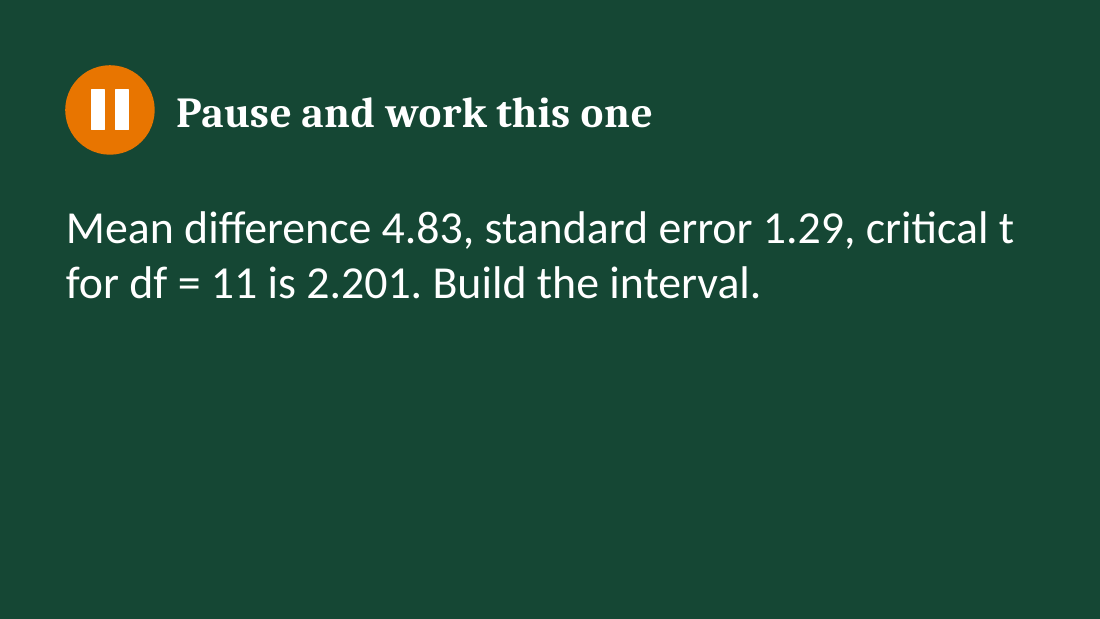 Pause and work this one
Mean difference 4.83, standard error 1.29, critical t
for df = 11 is 2.201. Build the interval.